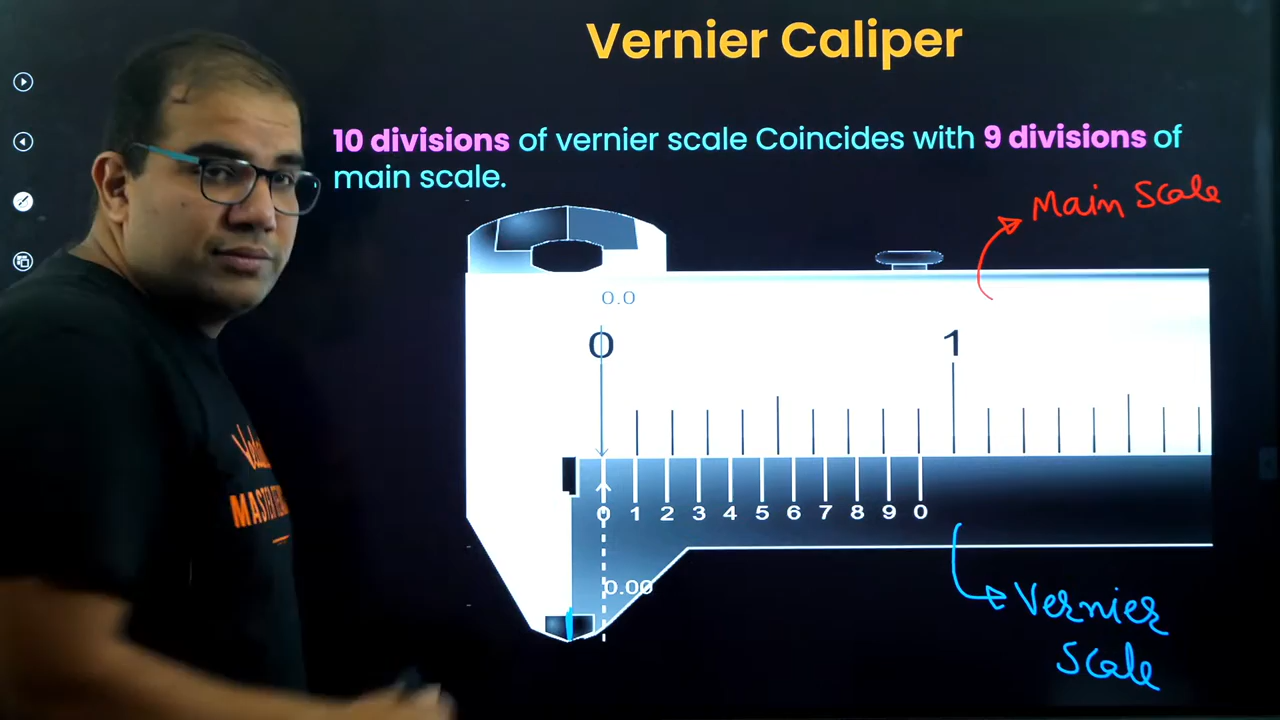 Vernier Caliper
10 divisions of vernier scale Coincides with 9 divisions of
main scale.
Main Scale
0.0
0 1
0 1 2 3 4 5 6 7 8 9 0
0.00
Vernier
Scale